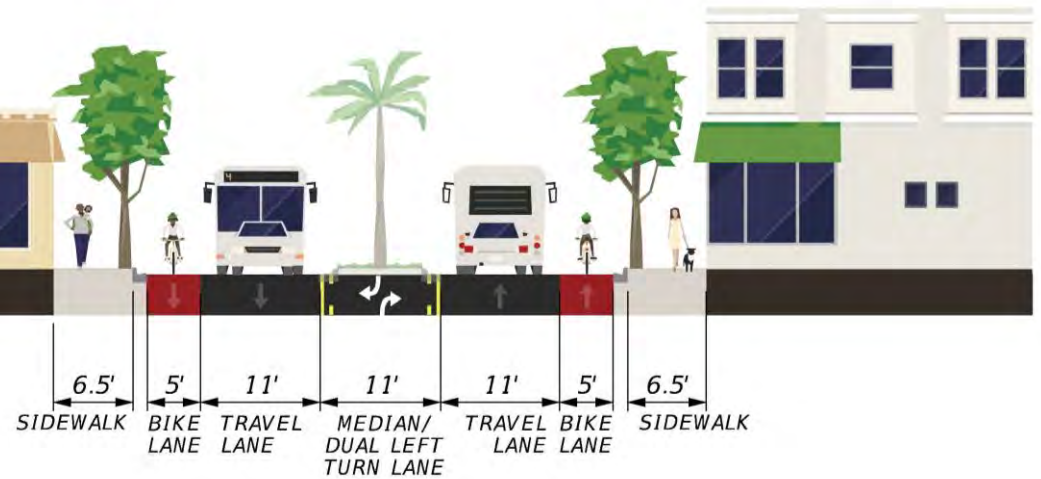 4
6.5' 5' 11' 11' 11' 5' 6.5'
SIDEWALK BIKE TRAVEL MEDIAN/ TRAVEL BIKE SIDEWALK
LANE LANE DUAL LEFT LANE LANE
TURN LANE